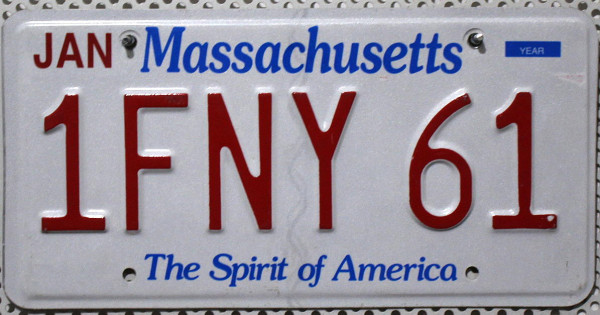 JAN Massachusetts YEAR
1FNY 61
The Spirit of America